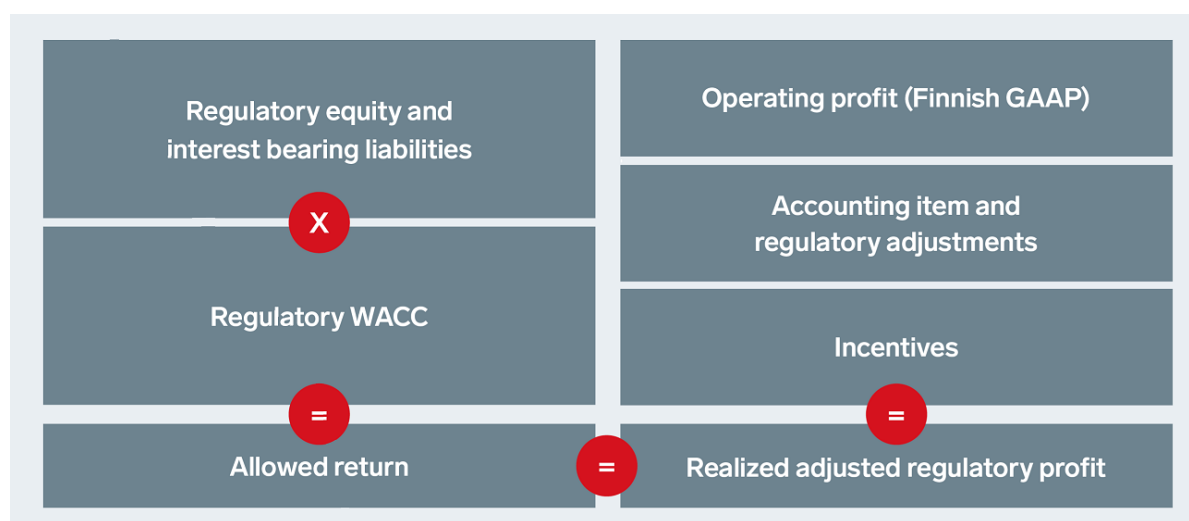 Regulatory equity and
interest bearing liabilities
X
Regulatory WACC
=
Allowed return
=
Operating profit (Finnish GAAP)
Accounting item and
regulatory adjustments
Incentives
=
Realized adjusted regulatory profit